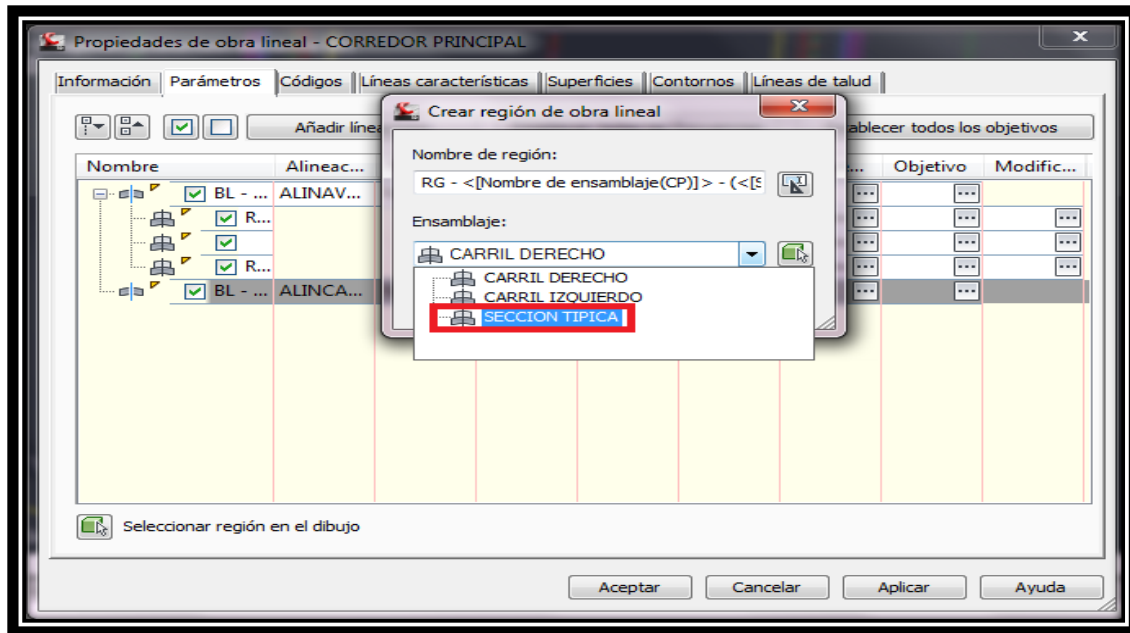 Propiedades de obra lineal - CORREDOR PRINCIPAL
Información Parámetros Códigos Líneas características Superficies Contornos Líneas de talud
Añadir líne
ablecer todos los objetivos
Crear región de obra lineal
Nombre de región:
RG - <[Nombre de ensamblaje(CP)]> - (<[S
Ensamblaje:
CARRIL DERECHO
CARRIL DERECHO
CARRIL IZQUIERDO
SECCION TIPICA
Nombre Alineac... ... Objetivo Modific...
BL - ... ALINAV... ... ...
R... ... ... ...
... ... ...
R... ... ... ...
BL - ... ALINCA... ... ...
Seleccionar región en el dibujo
Aceptar Cancelar Aplicar Ayuda